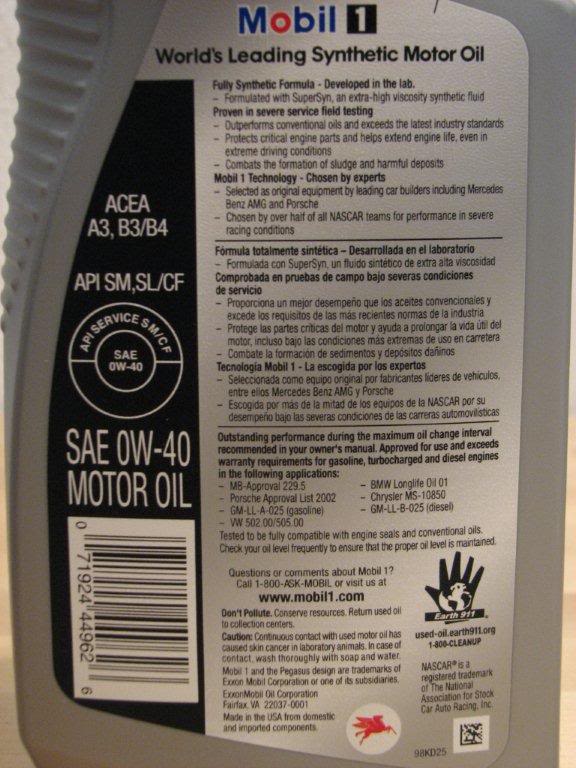 Mobil 1
World's Leading Synthetic Motor Oil
Fully Synthetic Formula - Developed in the lab.
– Formulated with SuperSyn, an extra-high viscosity synthetic fluid
Proven in severe service field testing
– Outperforms conventional oils and exceeds the latest industry standards
– Protects critical engine parts and helps extend engine life, even in
extreme driving conditions
– Combats the formation of sludge and harmful deposits
Mobil 1 Technology - Chosen by experts
– Selected as original equipment by leading car builders including Mercedes
Benz AMG and Porsche
– Chosen by over half of all NASCAR teams for performance in severe
racing conditions
Fórmula totalmente sintética – Desarrollada en el laboratorio
– Formulada con SuperSyn, un fluido sintético de extra alta viscosidad
Comprobada en pruebas de campo bajo severas condiciones
de servicio
– Proporciona un mejor desempeño que los aceites convencionales y
excede los requisitos de las más recientes normas de la industria
– Protege las partes críticas del motor y ayuda a prolongar la vida útil del
motor, incluso bajo las condiciones más extremas de uso en carretera
– Combate la formación de sedimentos y depósitos dañinos
Tecnología Mobil 1 - La escogida por los expertos
– Seleccionada como equipo original por fabricantes líderes de vehículos,
entre ellos Mercedes Benz AMG y Porsche
– Escogida por más de la mitad de los equipos de la NASCAR por su
desempeño bajo las severas condiciones de las carreras automovilísticas
Outstanding performance during the maximum oil change interval
recommended in your owner's manual. Approved for use and exceeds
warranty requirements for gasoline, turbocharged and diesel engines
in the following applications:
– MB-Approval 229.5
– Porsche Approval List 2002
– GM-LL-A-025 (gasoline)
– VW 502.00/505.00
– BMW Longlife Oil 01
– Chrysler MS-10850
– GM-LL-B-025 (diesel)
Tested to be fully compatible with engine seals and conventional oils.
Check your oil level frequently to ensure that the proper oil level is maintained.
Questions or comments about Mobil 1?
Call 1-800-ASK-MOBIL or visit us at
www.mobil1.com
Don't Pollute. Conserve resources. Return used oil
to collection centers.
Caution: Continuous contact with used motor oil has
caused skin cancer in laboratory animals. In case of
contact, wash thoroughly with soap and water.
Mobil 1 and the Pegasus design are trademarks of
Exxon Mobil Corporation or one of its subsidiaries.
ExxonMobil Oil Corporation
Fairfax, VA 22037-0001
Made in the USA from domestic
and imported components.
Earth 911
used-oil.earth911.org
1-800-CLEANUP
NASCAR® is a
registered trademark
of The National
Association for Stock
Car Auto Racing, Inc.
98KD25
ACEA
A3, B3/B4
API SM,SL/CF
API SERVICE SM/CF
SAE
0W-40
SAE 0W-40
MOTOR OIL
0 71924 44962 6